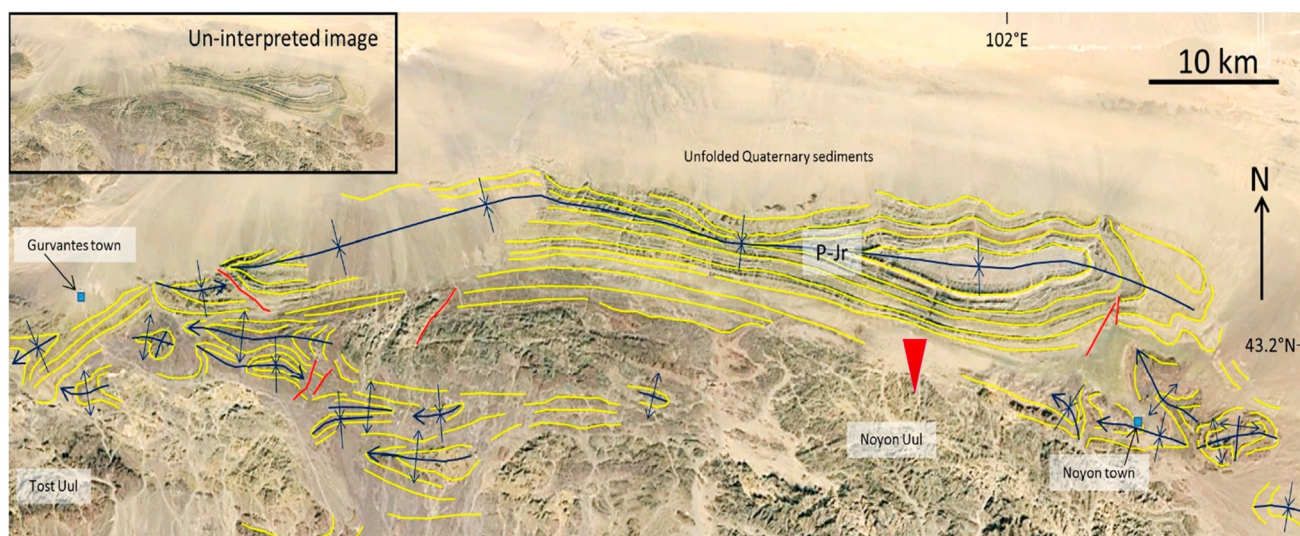 Un-interpreted image
102°E
10 km
Unfolded Quaternary sediments
N
Gurvantes town
P-Jr
43.2°N
Noyon Uul
Noyon town
Tost Uul